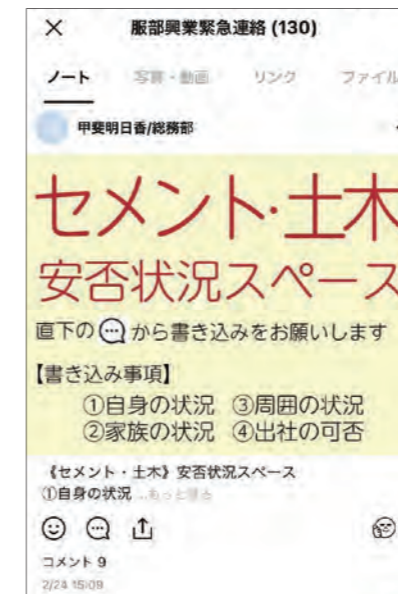 服部興業緊急連絡 (130)
ノート 写真・動画 リンク ファイル
甲斐明日香/総務部
セメント・土木
安否状況スペース
直下の から書き込みをお願いします
【書き込み事項】
①自身の状況 ③周囲の状況
②家族の状況 ④出社の可否
《セメント・土木》安否状況スペース
①自身の状況 ...もっと見る
コメント 9
2/24 15:09